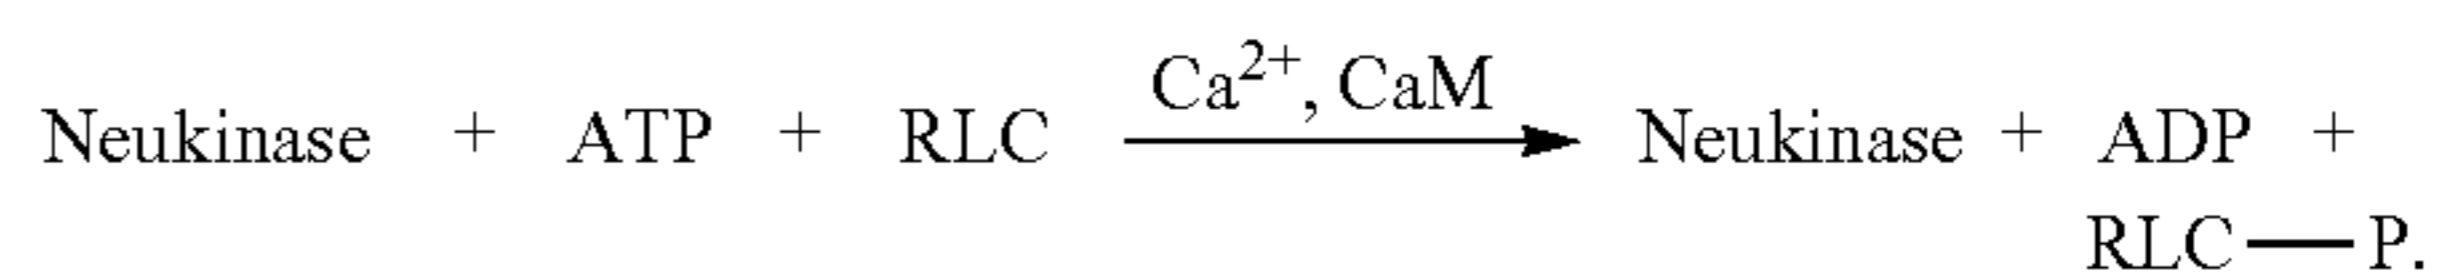 Ca²⁺, CaM
Neukinase + ATP + RLC ⟶ Neukinase + ADP +
RLC — P.